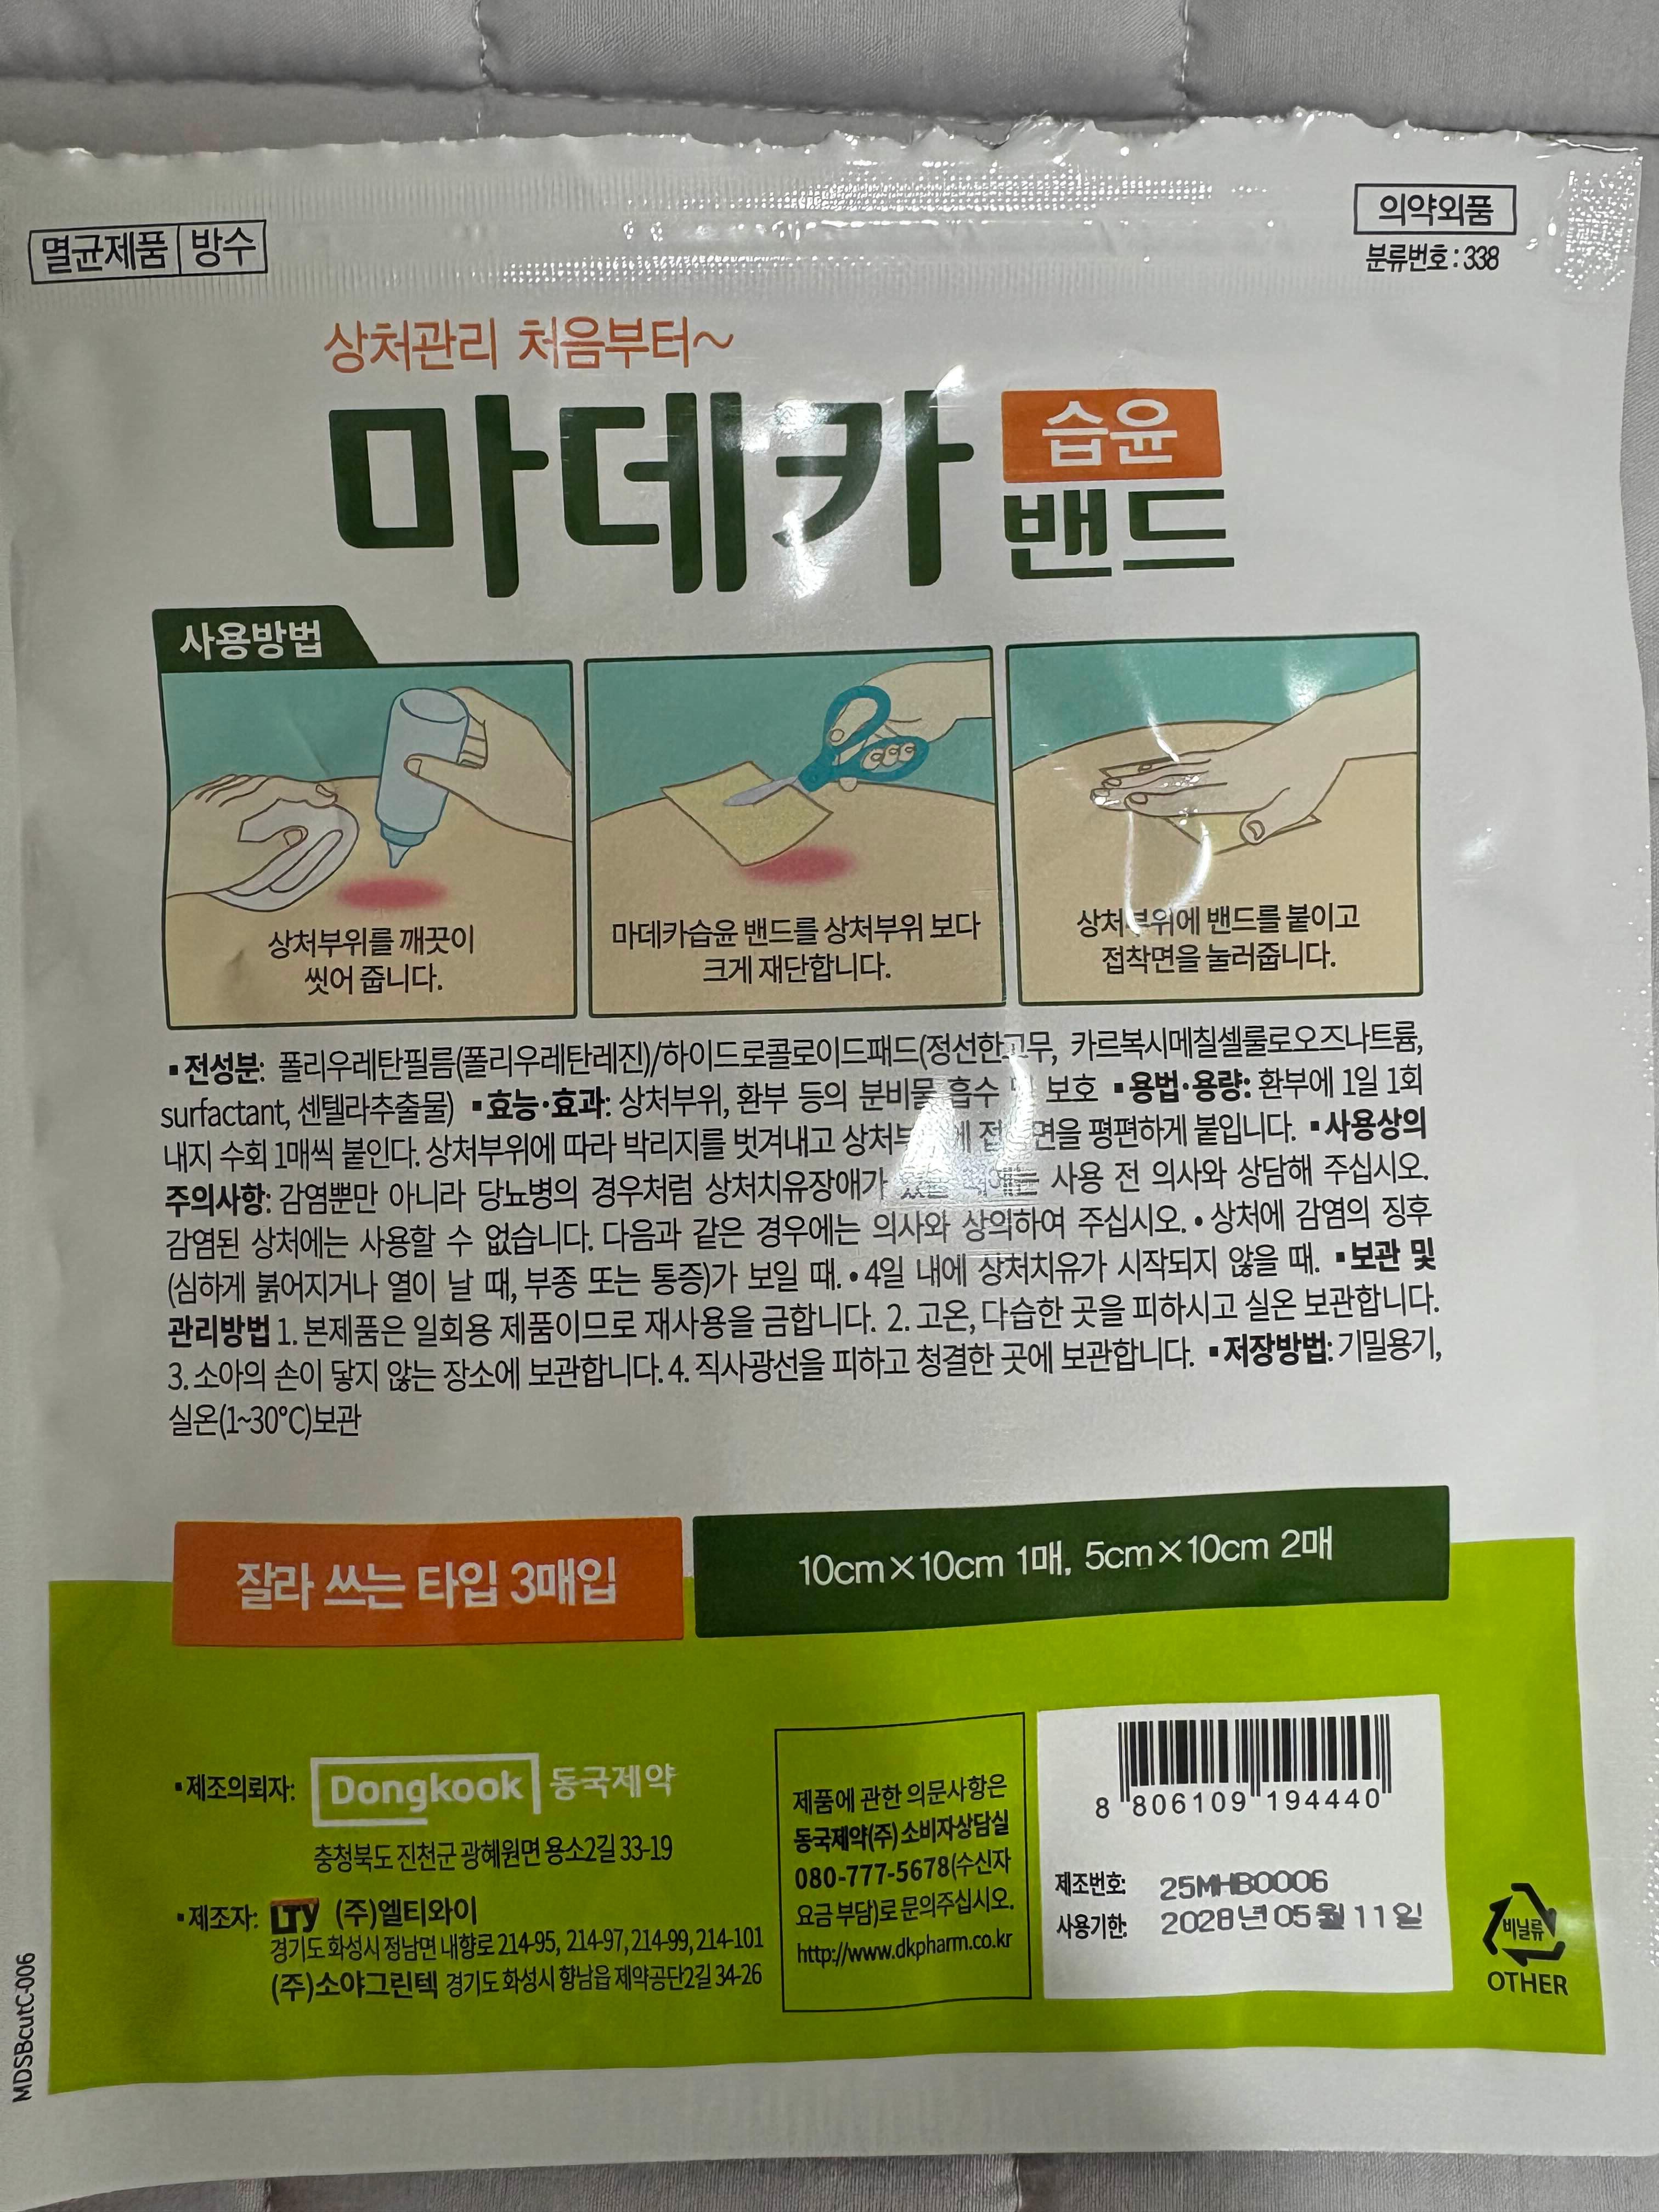 멸균제품 방수
의약외품
분류번호 : 338
상처관리 처음부터~
마데카 습윤 밴드
사용방법
상처부위를 깨끗이
씻어 줍니다.
마데카습윤 밴드를 상처부위 보다
크게 재단합니다.
상처부위에 밴드를 붙이고
접착면을 눌러줍니다.
▪전성분: 폴리우레탄필름(폴리우레탄레진)/하이드로콜로이드패드(정선한고무, 카르복시메칠셀룰로오즈나트륨,
surfactant, 센텔라추출물) ▪효능·효과: 상처부위, 환부 등의 분비물 흡수 및 보호 ▪용법·용량: 환부에 1일 1회
내지 수회 1매씩 붙인다. 상처부위에 따라 박리지를 벗겨내고 상처부위에 접착면을 평편하게 붙입니다. ▪사용상의
주의사항: 감염뿐만 아니라 당뇨병의 경우처럼 상처치유장애가 사용 전 의사와 상담해 주십시오.
감염된 상처에는 사용할 수 없습니다. 다음과 같은 경우에는 의사와 상의하여 주십시오. • 상처에 감염의 징후
(심하게 붉어지거나 열이 날 때, 부종 또는 통증)가 보일 때. • 4일 내에 상처치유가 시작되지 않을 때. ▪보관 및
관리방법 1. 본제품은 일회용 제품이므로 재사용을 금합니다. 2. 고온, 다습한 곳을 피하시고 실온 보관합니다.
3. 소아의 손이 닿지 않는 장소에 보관합니다. 4. 직사광선을 피하고 청결한 곳에 보관합니다. ▪저장방법: 기밀용기,
실온(1~30℃)보관
잘라 쓰는 타입 3매입
10cm×10cm 1매, 5cm×10cm 2매
▪제조의뢰자: Dongkook 동국제약
충청북도 진천군 광혜원면 용소2길 33-19
▪제조자: LTY (주)엘티와이
경기도 화성시 정남면 내향로 214-95, 214-97, 214-99, 214-101
(주)소야그린텍 경기도 화성시 향남읍 제약공단2길 34-26
제품에 관한 의문사항은
동국제약(주) 소비자상담실
080-777-5678(수신자
요금 부담)로 문의주십시오.
http://www.dkpharm.co.kr
8 806109 194440
제조번호: 25MHB0006
사용기한: 2028년 05월 11일
비닐류
OTHER
MDSBcutC-006